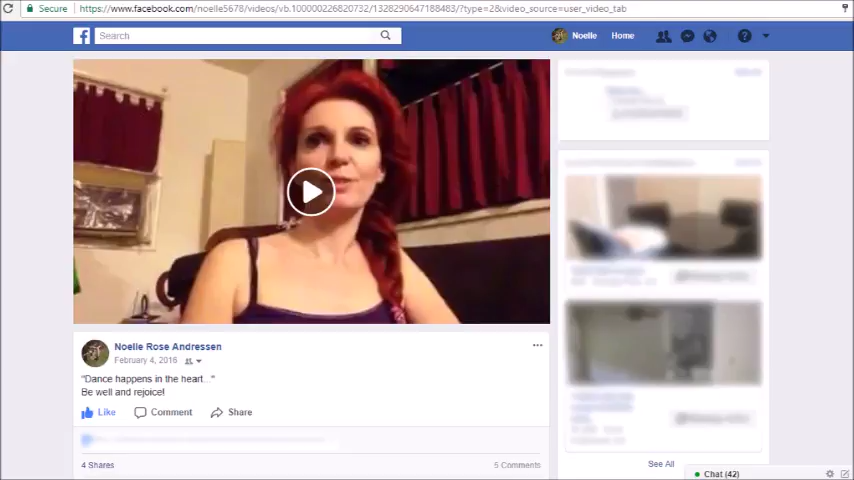 Secure https://www.facebook.com/noelle5678/videos/vb.100000226820732/1328290647188483/?type=2&video_source=user_video_tab
f Search Noelle Home ?
Noelle Rose Andressen
February 4, 2016
"Dance happens in the heart..."
Be well and rejoice!
Like Comment Share
4 Shares 5 Comments
See All
Chat (42)